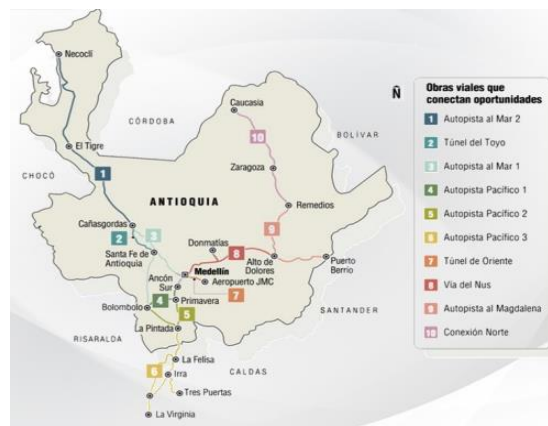 Necoclí
El Tigre
CÓRDOBA
CHOCÓ
1
Caucasia
10
BOLÍVAR
Zaragoza
ANTIOQUIA
Remedios
Cañasgordas
2
3
9
Santa Fe de
Antioquia
Donmatías
8
Alto de
Dolores
Puerto
Berrío
Medellín
Aeropuerto JMC
Ancón
Sur
7
4
Primavera
Bolombolo
5
SANTANDER
La Pintada
RISARALDA
La Felisa
CALDAS
6
Irra
Tres Puertas
La Virginia
Ñ
Obras viales que
conectan oportunidades
1 Autopista al Mar 2
2 Túnel del Toyo
3 Autopista al Mar 1
4 Autopista Pacífico 1
5 Autopista Pacífico 2
6 Autopista Pacífico 3
7 Túnel de Oriente
8 Vía del Nus
9 Autopista al Magdalena
10 Conexión Norte